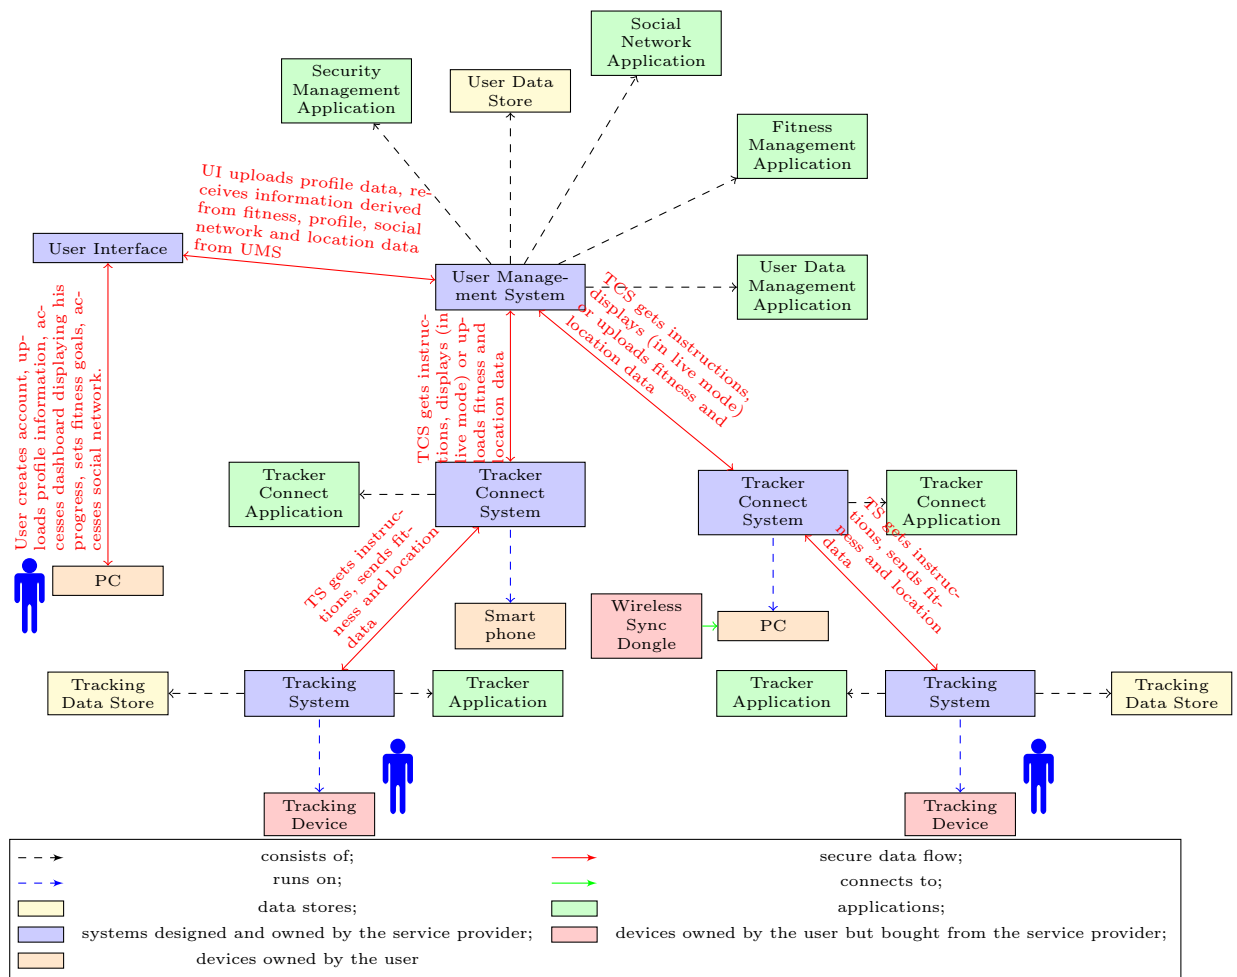 Social
Network
Application
Security
Management
Application
User Data
Store
Fitness
Management
Application
UI uploads profile data, re-
ceives information derived
from fitness, profile, social
network and location data
from UMS
User Interface
User Manage-
ment System
User Data
Management
Application
User creates account, up-
loads profile information, ac-
cesses dashboard displaying his
progress, sets fitness goals, ac-
cesses social network.
TCS gets instruc-
tions, displays (in
live mode) or up-
loads fitness and
location data
TCS gets instructions,
displays (in live mode)
or uploads fitness and
location data
Tracker
Connect
Application
Tracker
Connect
System
Tracker
Connect
System
Tracker
Connect
Application
TS gets instruc-
tions, sends fit-
ness and location
data
TS gets instruc-
tions, sends fit-
ness and location
data
PC
Smart
phone
Wireless
Sync
Dongle
PC
Tracking
Data Store
Tracking
System
Tracker
Application
Tracker
Application
Tracking
System
Tracking
Data Store
Tracking
Device
Tracking
Device
consists of;
secure data flow;
runs on;
connects to;
data stores;
applications;
systems designed and owned by the service provider;
devices owned by the user but bought from the service provider;
devices owned by the user